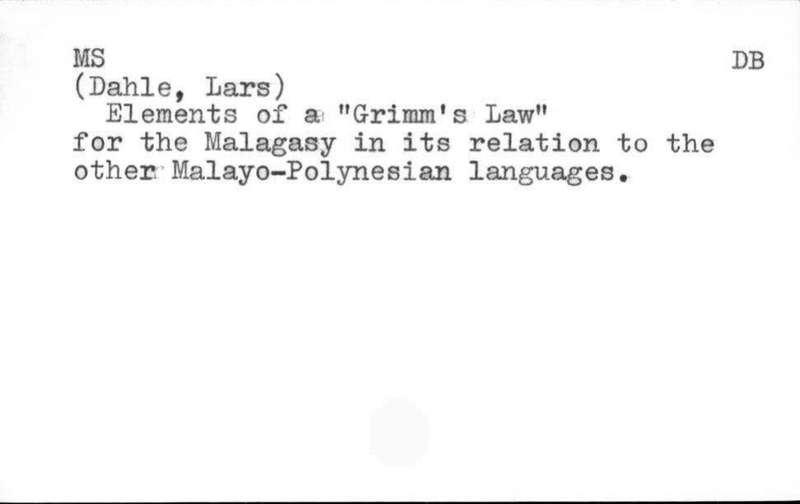 MS DB
(Dahle, Lars)
Elements of a "Grimm's Law"
for the Malagasy in its relation to the
other Malayo-Polynesian languages.